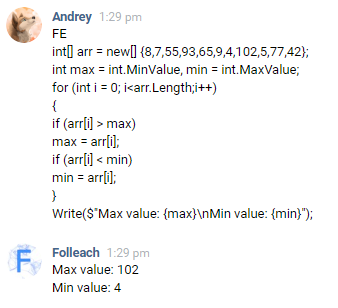 Andrey 1:29 pm
FE
int[] arr = new[] {8,7,55,93,65,9,4,102,5,77,42};
int max = int.MinValue, min = int.MaxValue;
for (int i = 0; i<arr.Length;i++)
{
if (arr[i] > max)
max = arr[i];
if (arr[i] < min)
min = arr[i];
}
Write($"Max value: {max}\nMin value: {min}");
F
Folleach 1:29 pm
Max value: 102
Min value: 4